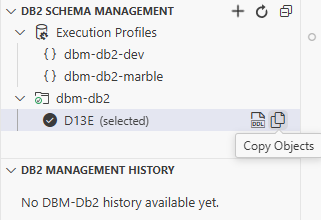 DB2 SCHEMA MANAGEMENT
Execution Profiles
{} dbm-db2-dev
{} dbm-db2-marble
dbm-db2
D13E (selected)
DDL
Copy Objects
DB2 MANAGEMENT HISTORY
No DBM-Db2 history available yet.